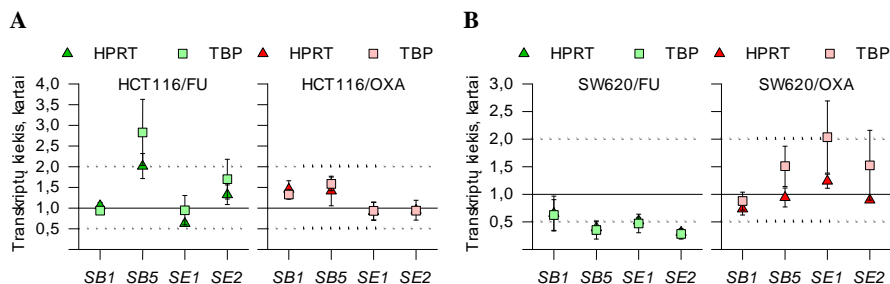 A
HPRT TBP HPRT TBP
HCT116/FU HCT116/OXA
Transkriptų kiekis, kartai
4,0
3,5
3,0
2,5
2,0
1,5
1,0
0,5
SB1 SB5 SE1 SE2 SB1 SB5 SE1 SE2
B
HPRT TBP HPRT TBP
SW620/FU SW620/OXA
Transkriptų kiekis, kartai
3,0
2,5
2,0
1,5
1,0
0,5
SB1 SB5 SE1 SE2 SB1 SB5 SE1 SE2